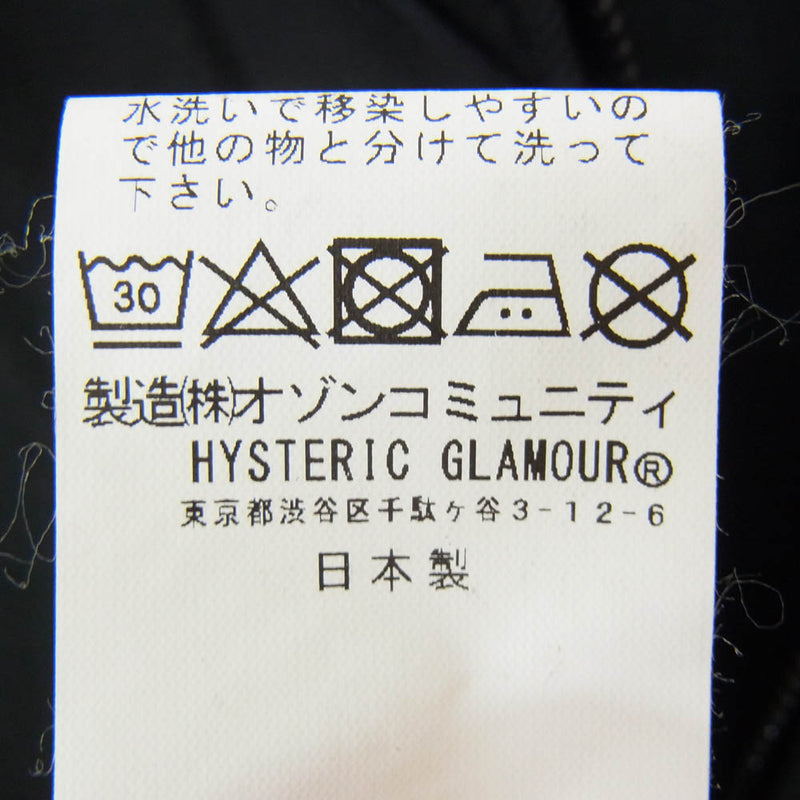 水洗いで移染しやすいの
で他の物と分けて洗って
下さい。
30
製造(株)オゾンコミュニティ
HYSTERIC GLAMOUR®
東京都渋谷区千駄ヶ谷3-12-6
日本製